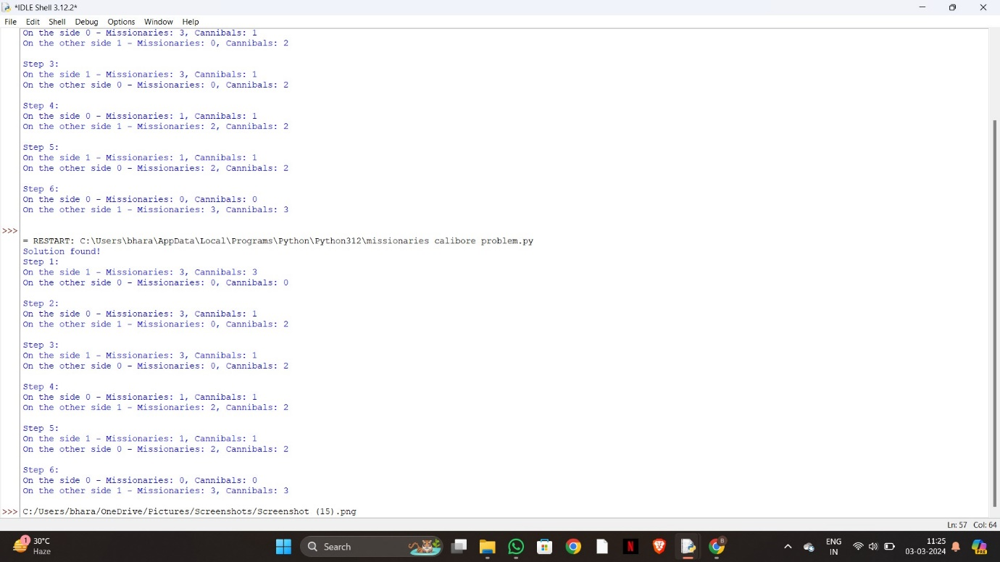 *IDLE Shell 3.12.2*
File Edit Shell Debug Options Window Help
On the side 0 - Missionaries: 3, Cannibals: 1
On the other side 1 - Missionaries: 0, Cannibals: 2
Step 3:
On the side 1 - Missionaries: 3, Cannibals: 1
On the other side 0 - Missionaries: 0, Cannibals: 2
Step 4:
On the side 0 - Missionaries: 1, Cannibals: 1
On the other side 1 - Missionaries: 2, Cannibals: 2
Step 5:
On the side 1 - Missionaries: 1, Cannibals: 1
On the other side 0 - Missionaries: 2, Cannibals: 2
Step 6:
On the side 0 - Missionaries: 0, Cannibals: 0
On the other side 1 - Missionaries: 3, Cannibals: 3
>>>
= RESTART: C:\Users\bhara\AppData\Local\Programs\Python\Python312\missionaries calibore problem.py
Solution found!
Step 1:
On the side 1 - Missionaries: 3, Cannibals: 3
On the other side 0 - Missionaries: 0, Cannibals: 0
Step 2:
On the side 0 - Missionaries: 3, Cannibals: 1
On the other side 1 - Missionaries: 0, Cannibals: 2
Step 3:
On the side 1 - Missionaries: 3, Cannibals: 1
On the other side 0 - Missionaries: 0, Cannibals: 2
Step 4:
On the side 0 - Missionaries: 1, Cannibals: 1
On the other side 1 - Missionaries: 2, Cannibals: 2
Step 5:
On the side 1 - Missionaries: 1, Cannibals: 1
On the other side 0 - Missionaries: 2, Cannibals: 2
Step 6:
On the side 0 - Missionaries: 0, Cannibals: 0
On the other side 1 - Missionaries: 3, Cannibals: 3
>>> C:/Users/bhara/OneDrive/Pictures/Screenshots/Screenshot (15).png
Ln: 57 Col: 64
1
30°C
Haze
Search
N
B
ENG
IN
11:25
03-03-2024
PRE